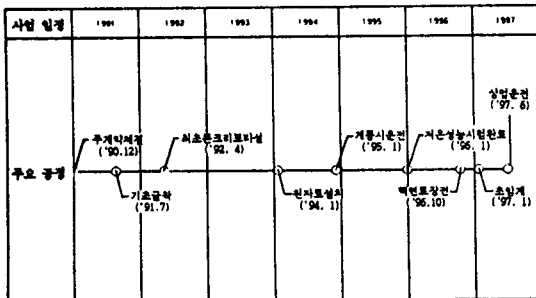 사업 일정 1991 1992 1993 1994 1995 1996 1997
상업운전
('97. 6)
주계약체결
('90.12)
최초콘크리트타설
('92. 4)
계통시운전
('95. 1)
저온성능시험완료
('96. 1)
주요 공정
기초굴착
('91.7)
원자로설치
('94. 1)
핵연료장전
('96.10)
초임계
('97. 1)